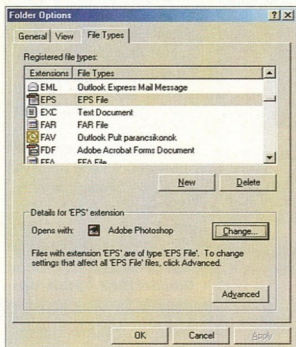 Folder Options
General View File Types
Registered file types:
Extensions File Types
EML Outlook Express Mail Message
EPS EPS File
EXC Text Document
FAR FAR File
FAV Outlook Pult parancsikonok
FDF Adobe Acrobat Forms Document
FFA FFA File
New Delete
Details for 'EPS' extension
Opens with: Adobe Photoshop Change...
Files with extension 'EPS' are of type 'EPS File'. To change
settings that affect all 'EPS File' files, click Advanced.
Advanced
OK Cancel Apply